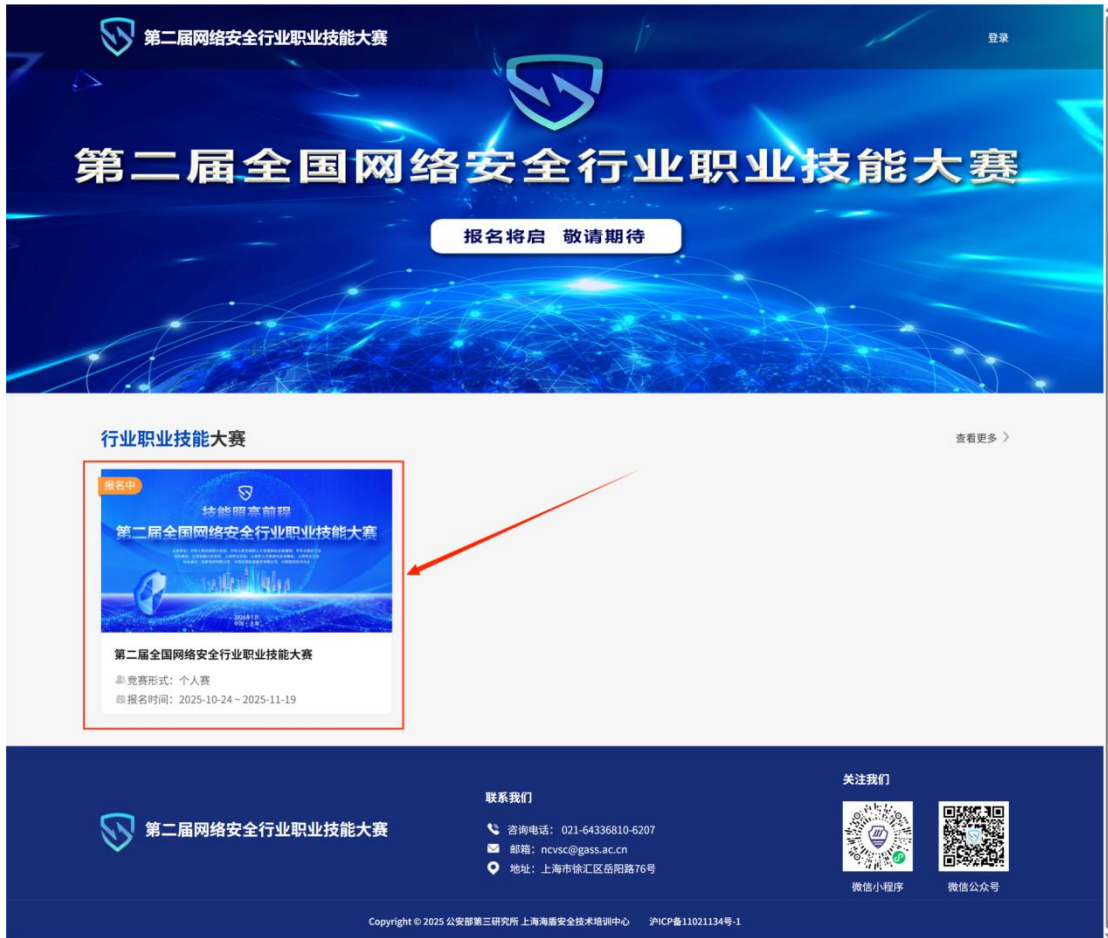 第二届网络安全行业职业技能大赛
登录
第二届全国网络安全行业职业技能大赛
报名将启 敬请期待
行业职业技能大赛
查看更多
报名中
技能照亮前程
第二届全国网络安全行业职业技能大赛
2026年1月
中国·上海
第二届全国网络安全行业职业技能大赛
竞赛形式：个人赛
报名时间：2025-10-24 ~ 2025-11-19
第二届网络安全行业职业技能大赛
联系我们
咨询电话： 021-64336810-6207
邮箱：ncvsc@gass.ac.cn
地址：上海市徐汇区岳阳路76号
关注我们
微信小程序
微信公众号
Copyright © 2025 公安部第三研究所 上海海盾安全技术培训中心 沪ICP备11021134号-1